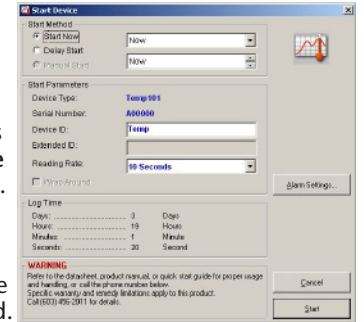 Start Device
Start Method
Start Now
Now
Delay Start
Manual Start
Now
Start Parameters
Device Type: Temp101
Serial Number: A00000
Device ID: Temp
Extended ID:
Reading Rate: 10 Seconds
Wrap Around
Alarm Settings...
Log Time
Days: 3 Days
Hours: 19 Hours
Minutes: 1 Minute
Seconds: 20 Second
WARNING
Refer to the datasheet, product manual, or quick start guide for proper usage
and handling, or call the phone number below.
Specific warranty and remedy limitations apply to this product.
Call (603) 456-2011 for details.
Cancel
Start